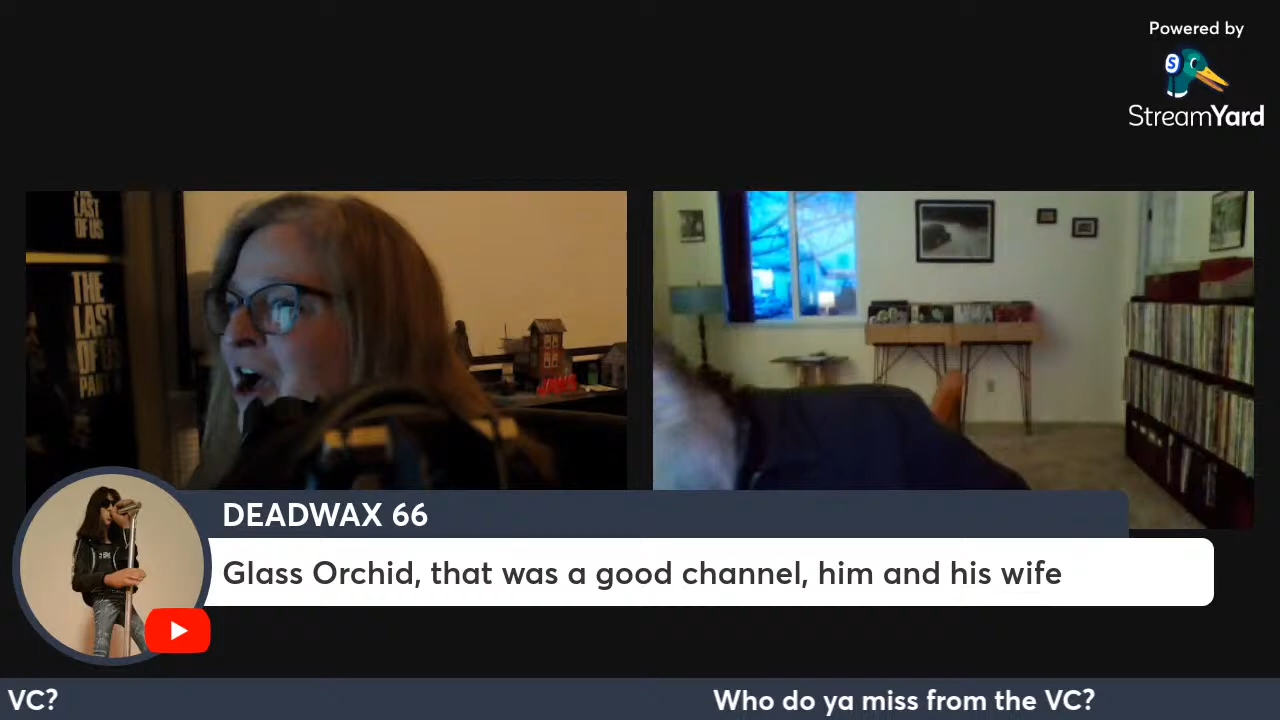 Powered by
S
StreamYard
THE
LAST
OF US
THE
LAST
OF US
PART
DEADWAX 66
Glass Orchid, that was a good channel, him and his wife
VC?
Who do ya miss from the VC?